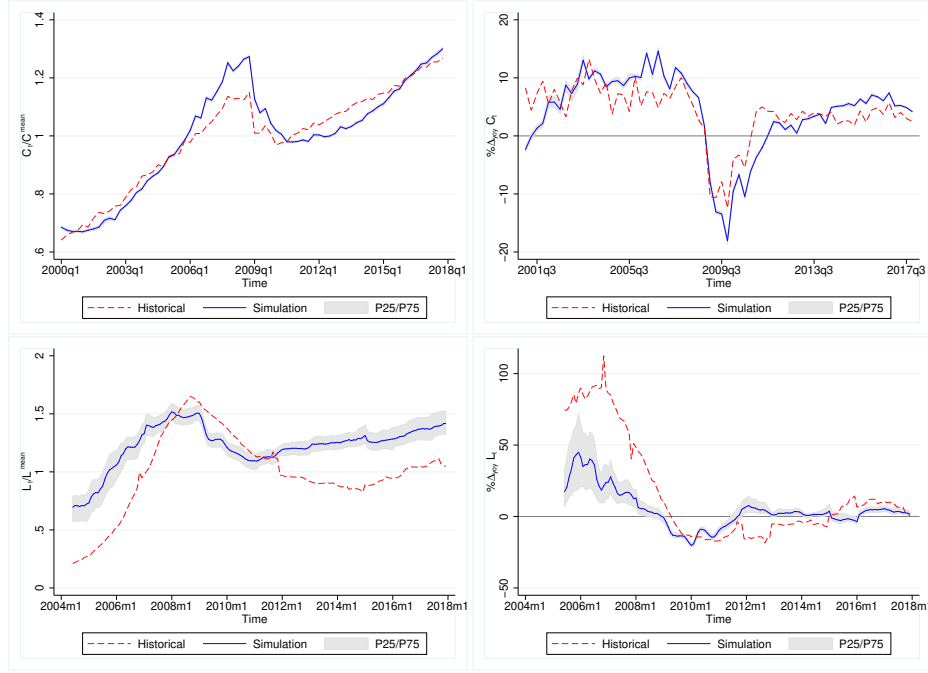 1.4
1.2
1
.8
.6
C_t/C^mean
2000q1 2003q1 2006q1 2009q1 2012q1 2015q1 2018q1
Time
Historical Simulation P25/P75
20
10
0
−10
−20
%Δ_yoy C_t
2001q3 2005q3 2009q3 2013q3 2017q3
Time
Historical Simulation P25/P75
2
1.5
1
.5
0
L_t/L^mean
2004m1 2006m1 2008m1 2010m1 2012m1 2014m1 2016m1 2018m1
Time
Historical Simulation P25/P75
100
50
0
−50
%Δ_yoy L_t
2004m1 2006m1 2008m1 2010m1 2012m1 2014m1 2016m1 2018m1
Time
Historical Simulation P25/P75